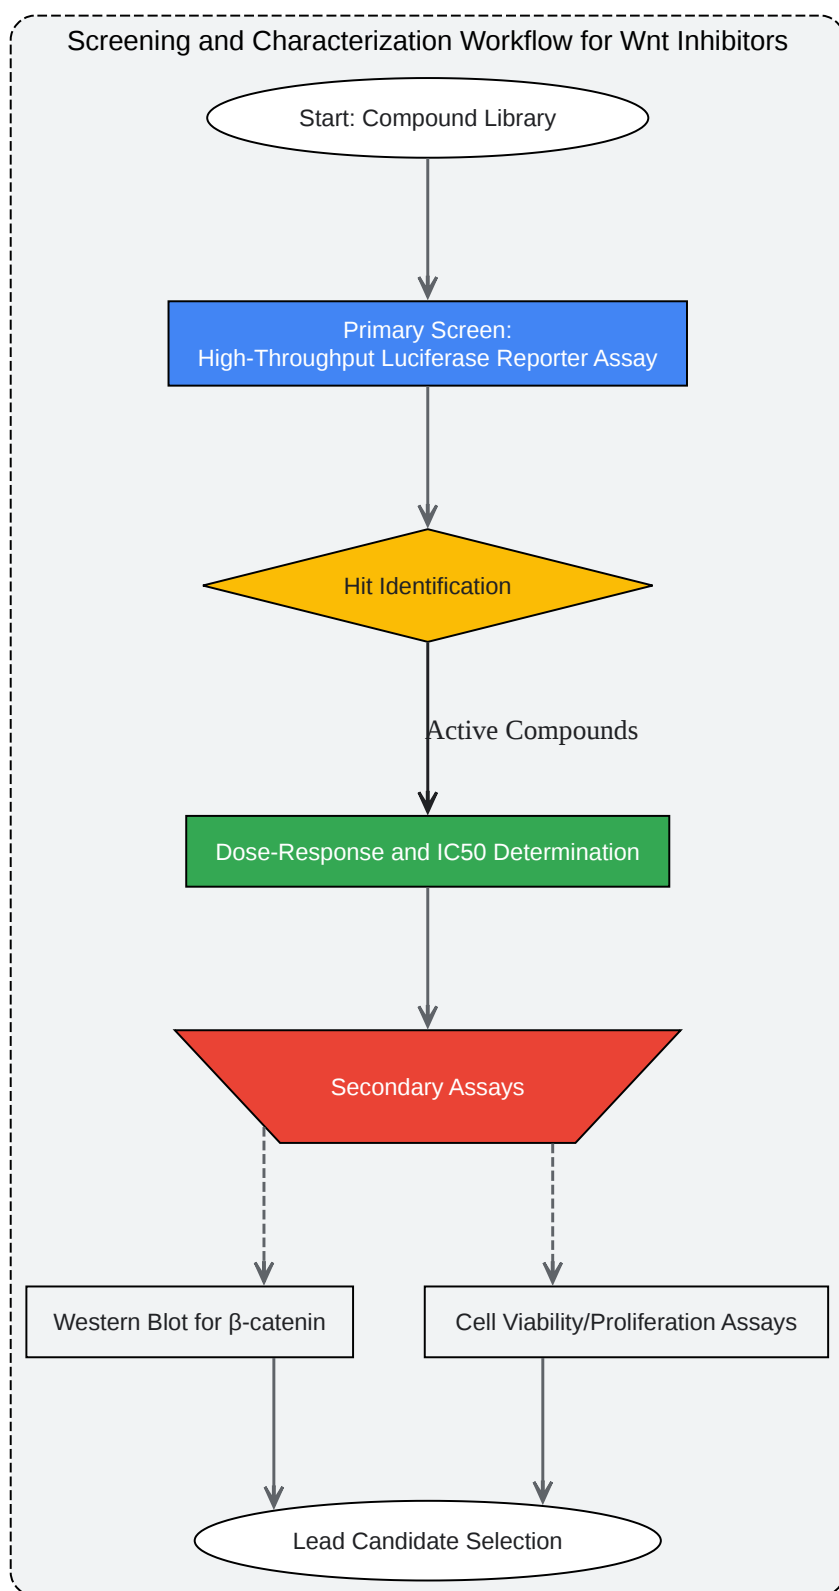 Screening and Characterization Workflow for Wnt Inhibitors
Start: Compound Library
Primary Screen:
High-Throughput Luciferase Reporter Assay
Hit Identification
Active Compounds
Dose-Response and IC50 Determination
Secondary Assays
Western Blot for β-catenin
Cell Viability/Proliferation Assays
Lead Candidate Selection